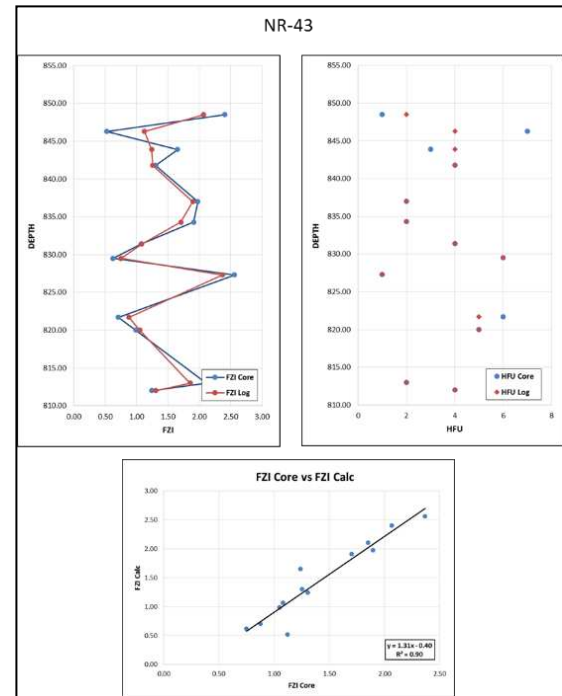 NR-43
855.00
850.00
845.00
840.00
835.00
830.00
825.00
820.00
815.00
810.00
DEPTH
0.00 0.50 1.00 1.50 2.00 2.50 3.00
FZI
FZI Core
FZI Log
855.00
850.00
845.00
840.00
835.00
830.00
825.00
820.00
815.00
810.00
DEPTH
0 2 4 6 8
HFU
HFU Core
HFU Log
FZI Core vs FZI Calc
3.00
2.50
2.00
1.50
1.00
0.50
0.00
FZI Calc
0.00 0.50 1.00 1.50 2.00 2.50
FZI Core
y = 1.31x - 0.40
R² = 0.90